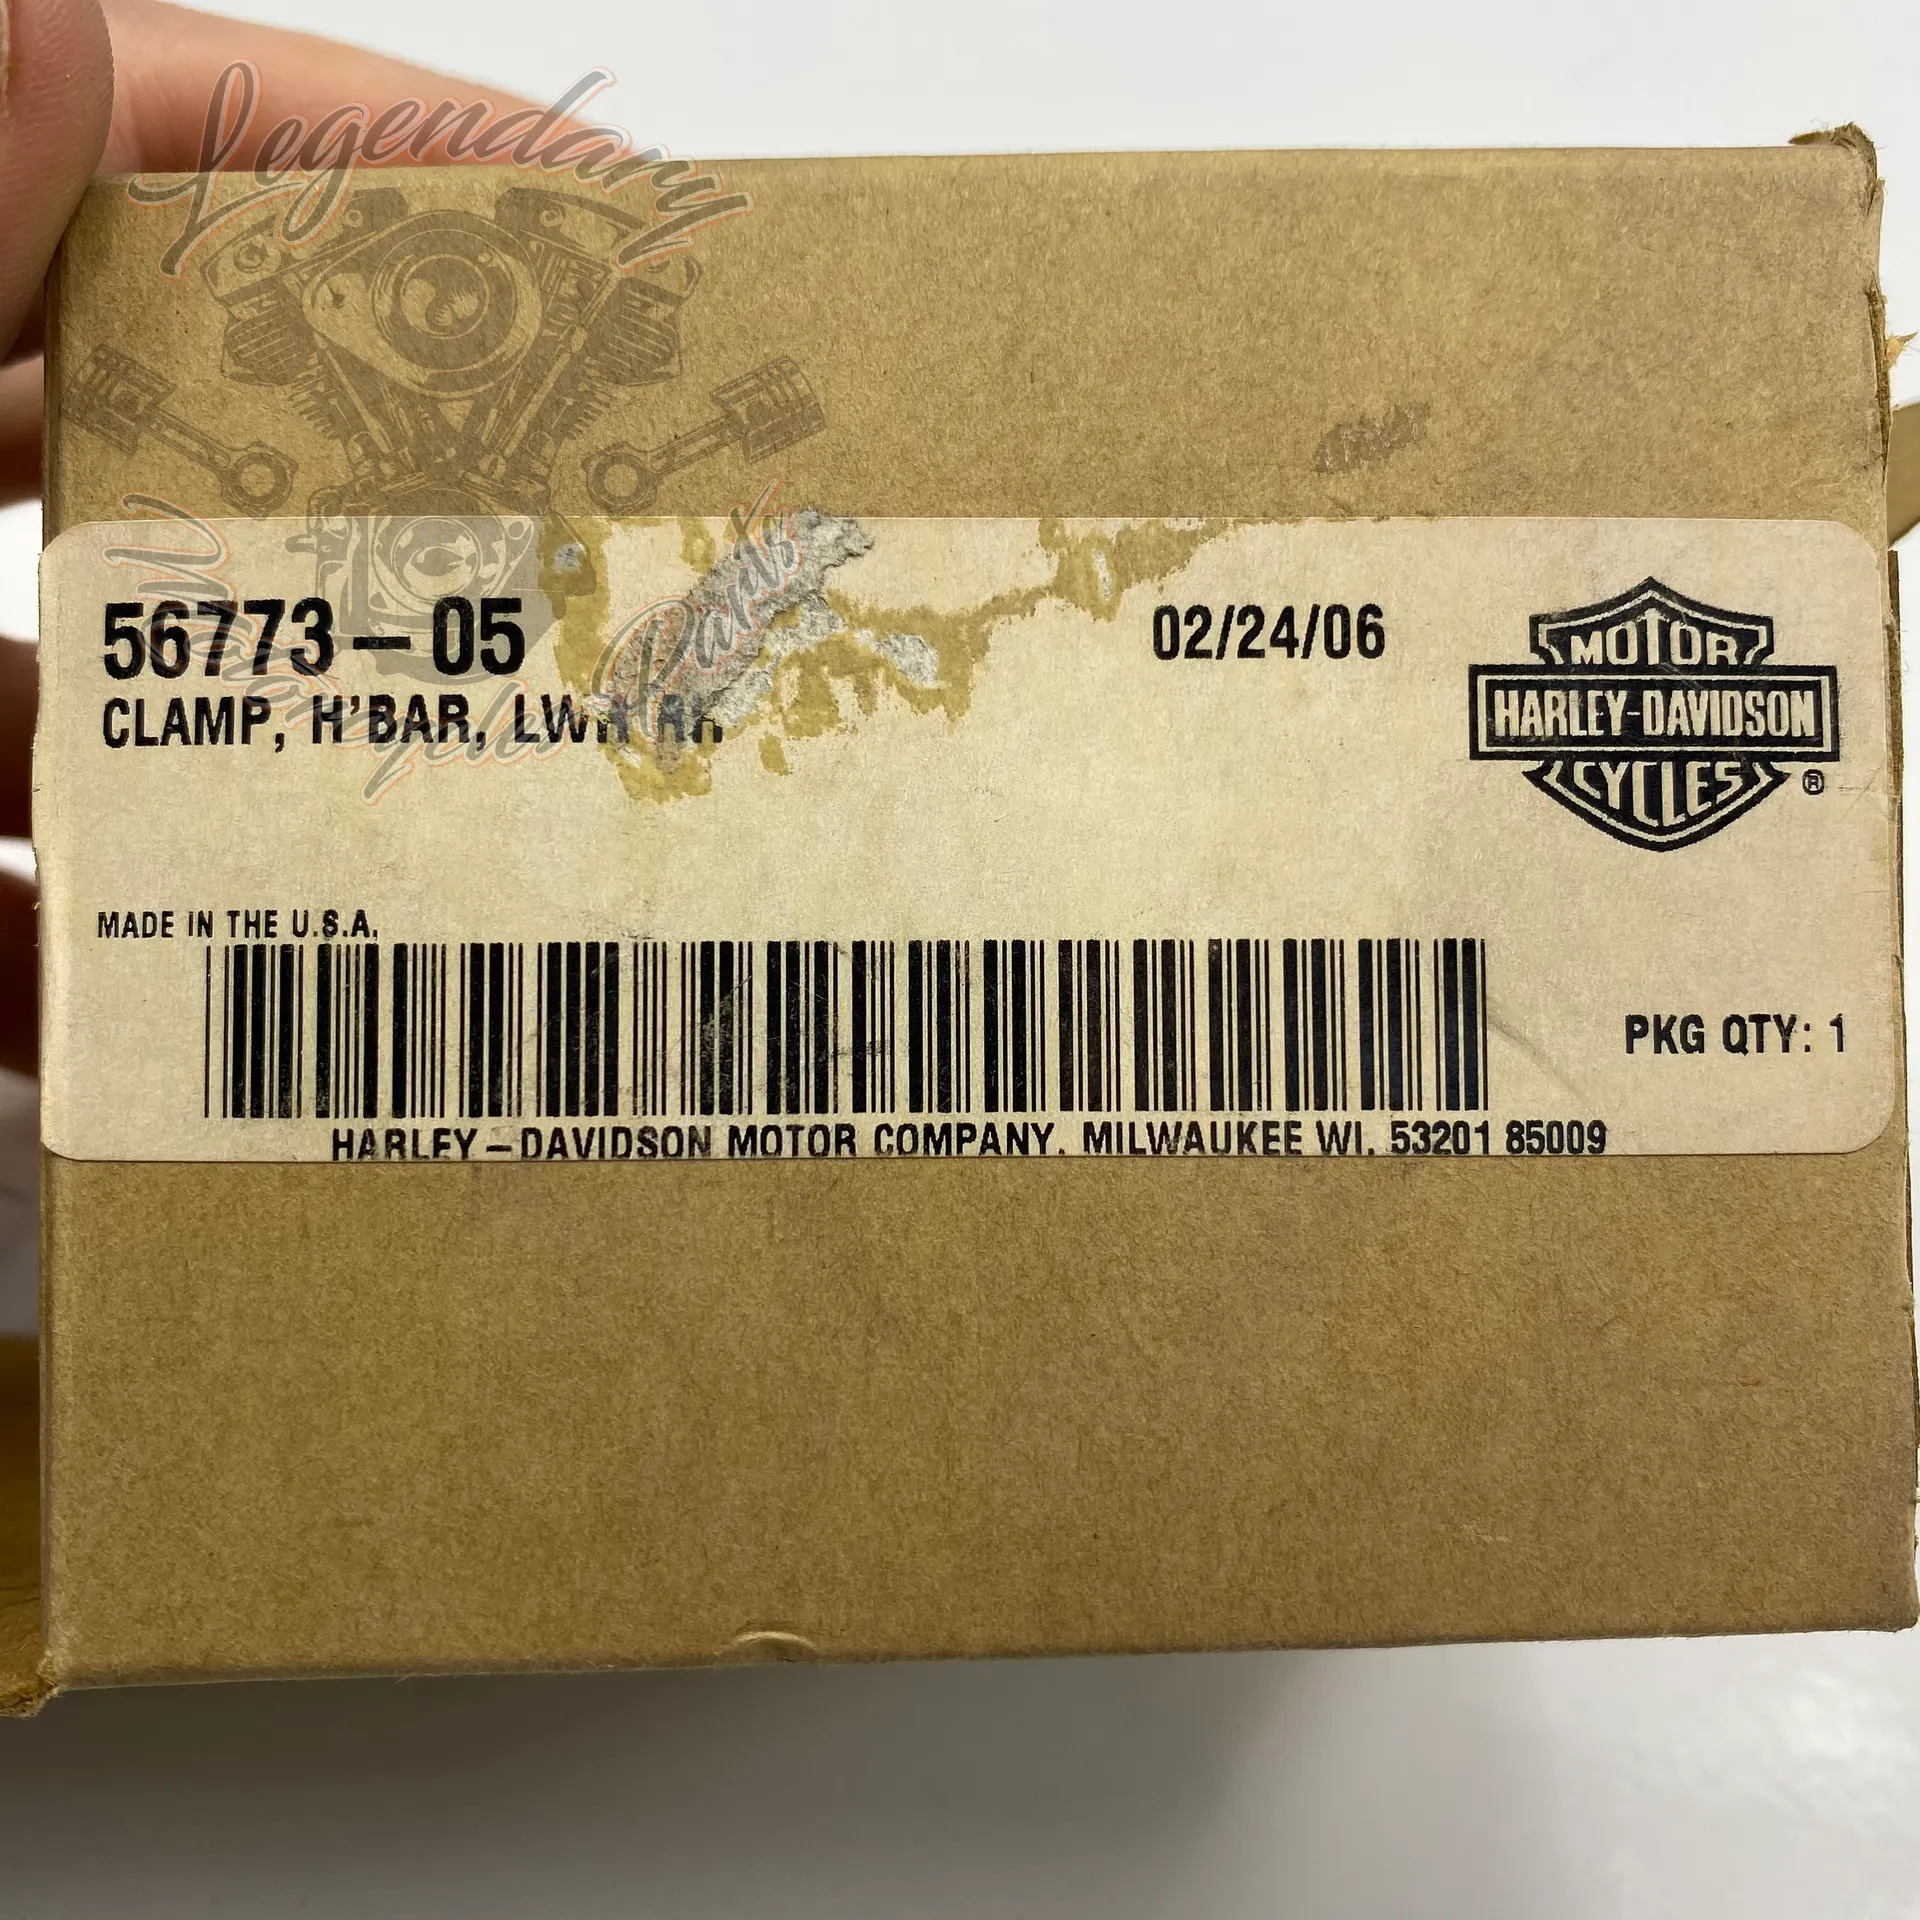 Legendary
Motorcycles Parts
56773-05
02/24/06
CLAMP, H'BAR, LWR
MOTOR
HARLEY-DAVIDSON
CYCLES
®
MADE IN THE U.S.A.
PKG QTY: 1
HARLEY-DAVIDSON MOTOR COMPANY. MILWAUKEE WI. 53201 85009